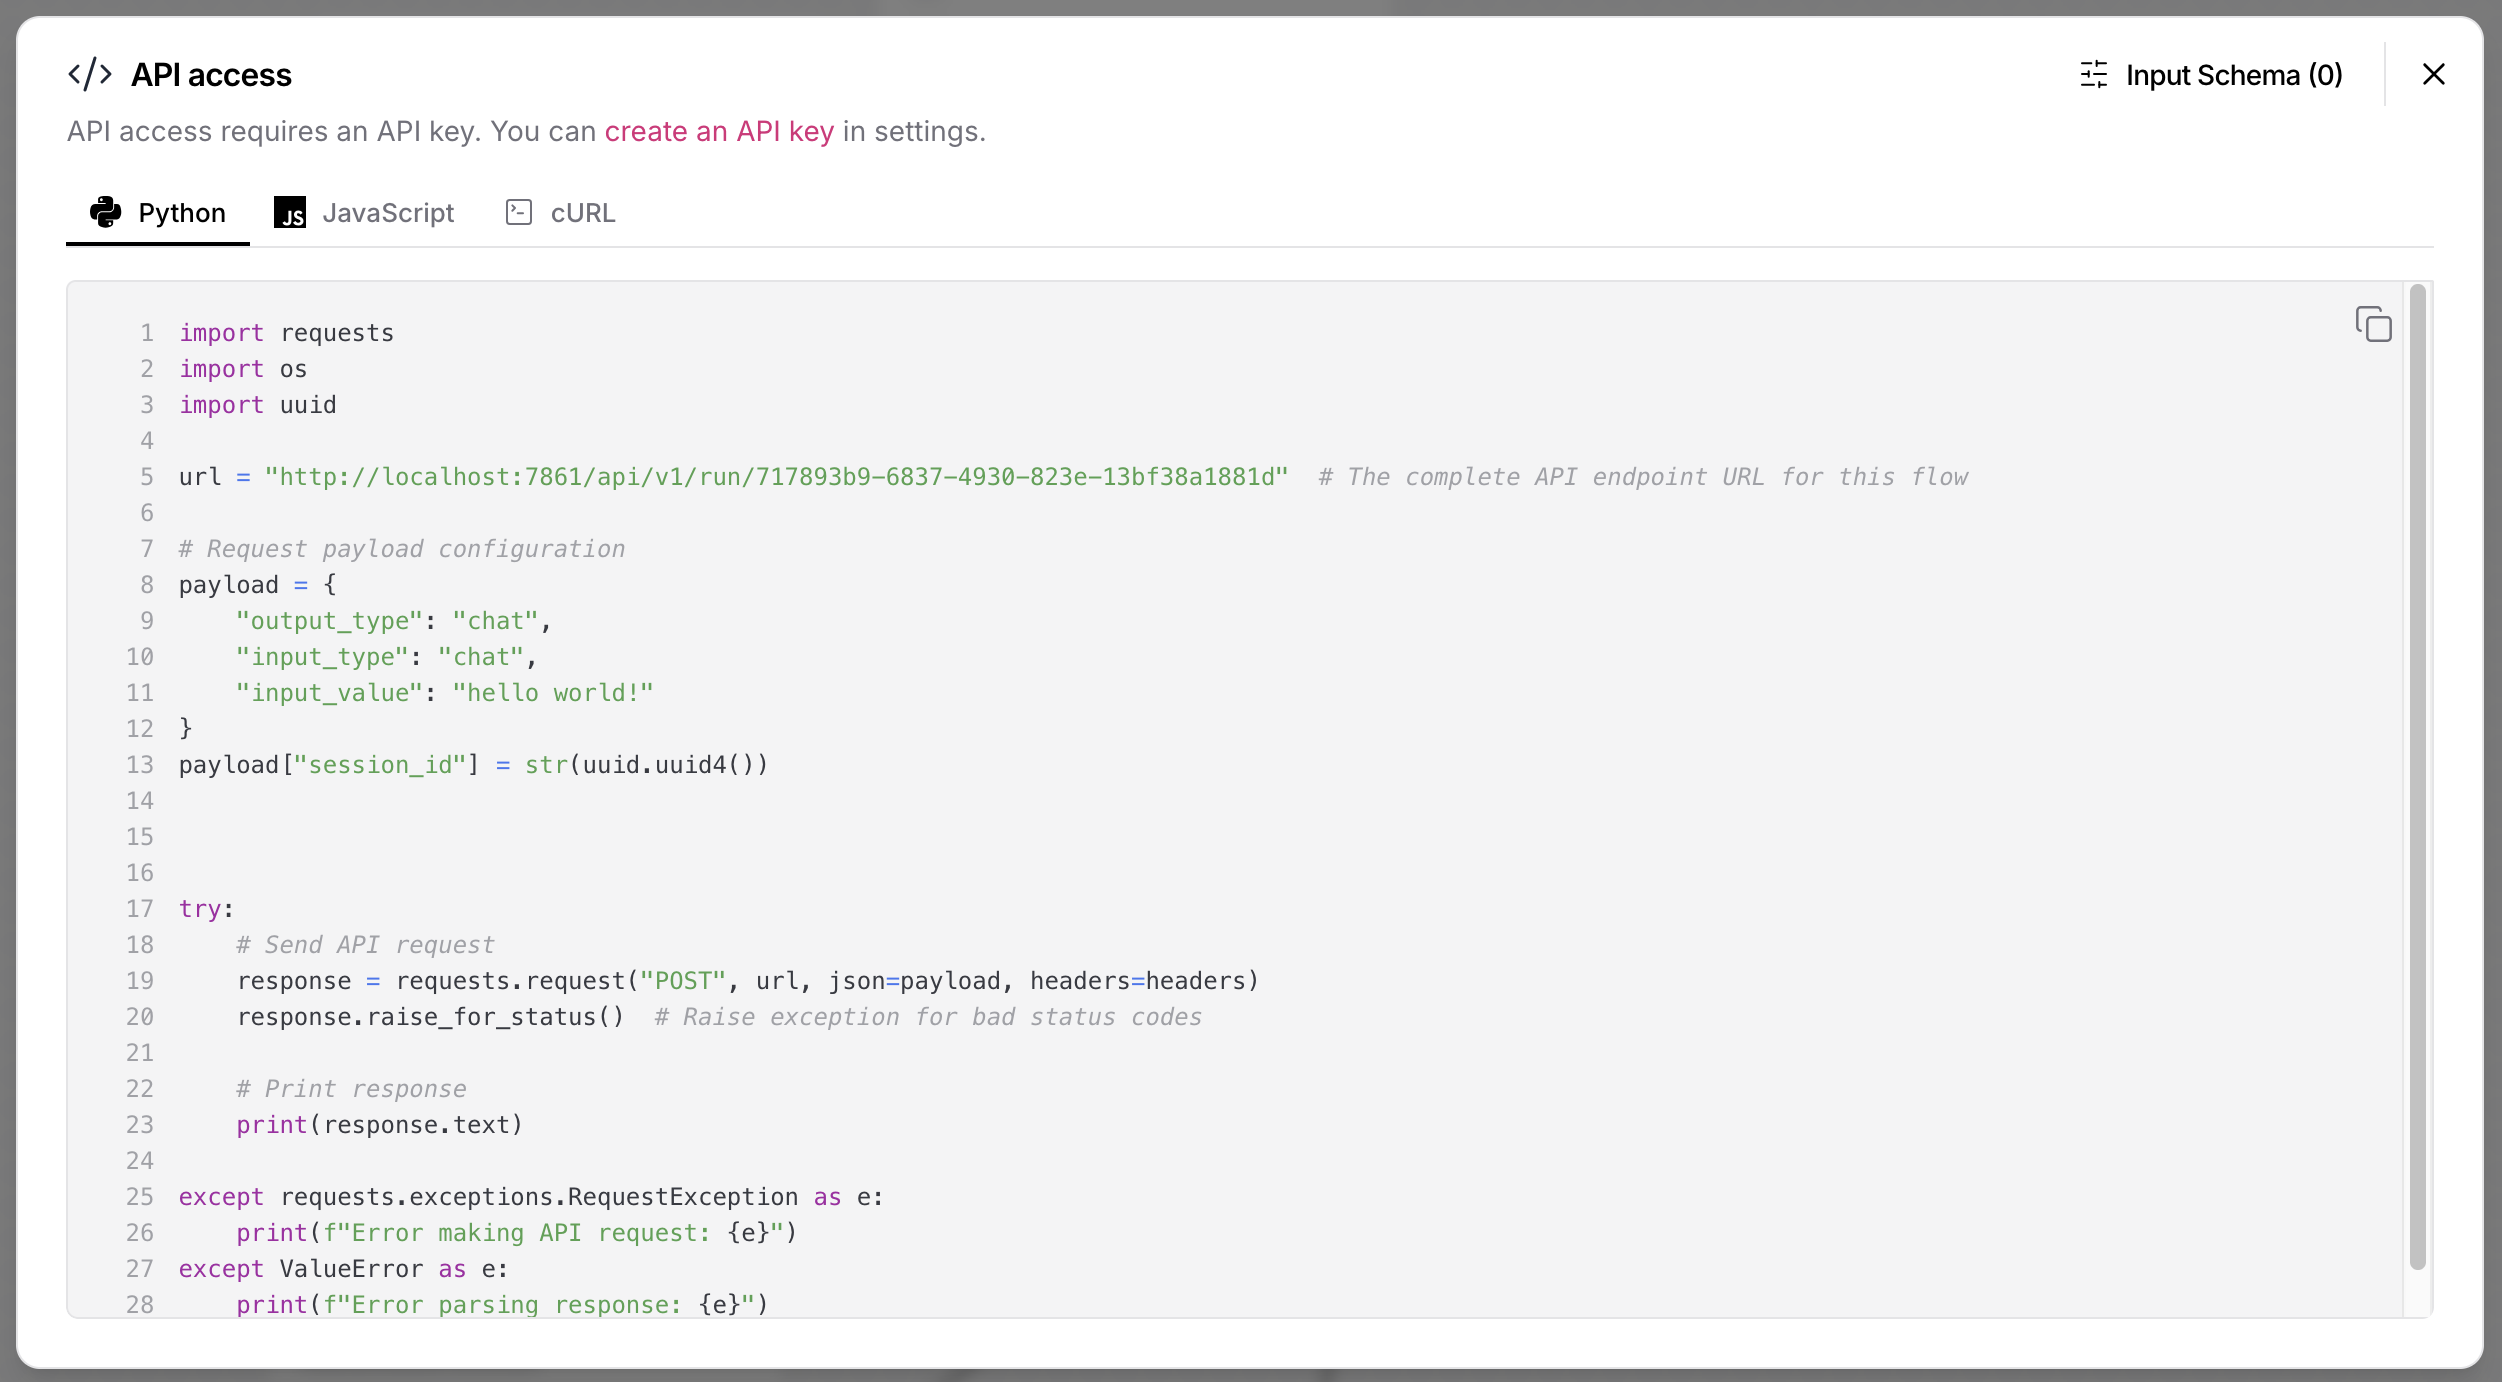 API access
Input Schema (0)
API access requires an API key. You can create an API key in settings.
Python
JS JavaScript
cURL
1 import requests
2 import os
3 import uuid
4
5 url = "http://localhost:7861/api/v1/run/717893b9-6837-4930-823e-13bf38a1881d"  # The complete API endpoint URL for this flow
6
7 # Request payload configuration
8 payload = {
9     "output_type": "chat",
10     "input_type": "chat",
11     "input_value": "hello world!"
12 }
13 payload["session_id"] = str(uuid.uuid4())
14
15
16
17 try:
18     # Send API request
19     response = requests.request("POST", url, json=payload, headers=headers)
20     response.raise_for_status()  # Raise exception for bad status codes
21
22     # Print response
23     print(response.text)
24
25 except requests.exceptions.RequestException as e:
26     print(f"Error making API request: {e}")
27 except ValueError as e:
28     print(f"Error parsing response: {e}")